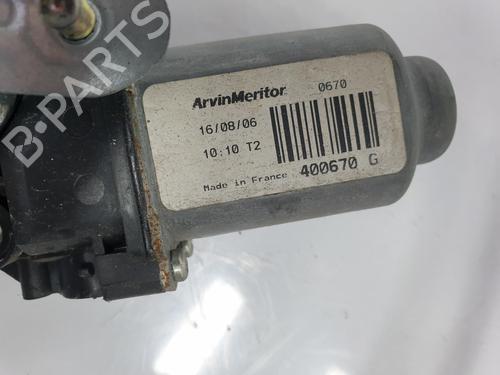 ArvinMeritor 0670
16/08/06
10:10 T2
Made in France 400670 G
B-PARTS